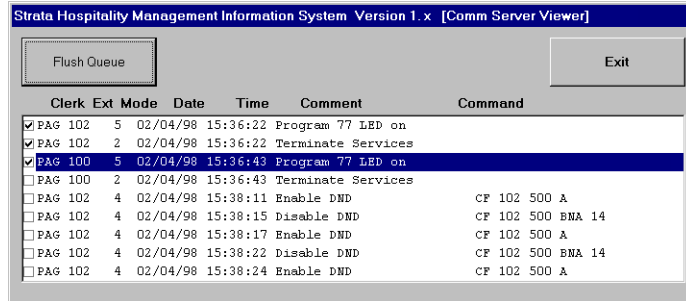 Strata Hospitality Management Information System Version 1.x [Comm Server Viewer]
Flush Queue Exit
Clerk Ext Mode Date Time Comment Command
PAG 102 5 02/04/98 15:36:22 Program 77 LED on
PAG 102 2 02/04/98 15:36:22 Terminate Services
PAG 100 5 02/04/98 15:36:43 Program 77 LED on
PAG 100 2 02/04/98 15:36:43 Terminate Services
PAG 102 4 02/04/98 15:38:11 Enable DND CF 102 500 A
PAG 102 4 02/04/98 15:38:15 Disable DND CF 102 500 BNA 14
PAG 102 4 02/04/98 15:38:17 Enable DND CF 102 500 A
PAG 102 4 02/04/98 15:38:22 Disable DND CF 102 500 BNA 14
PAG 102 4 02/04/98 15:38:24 Enable DND CF 102 500 A